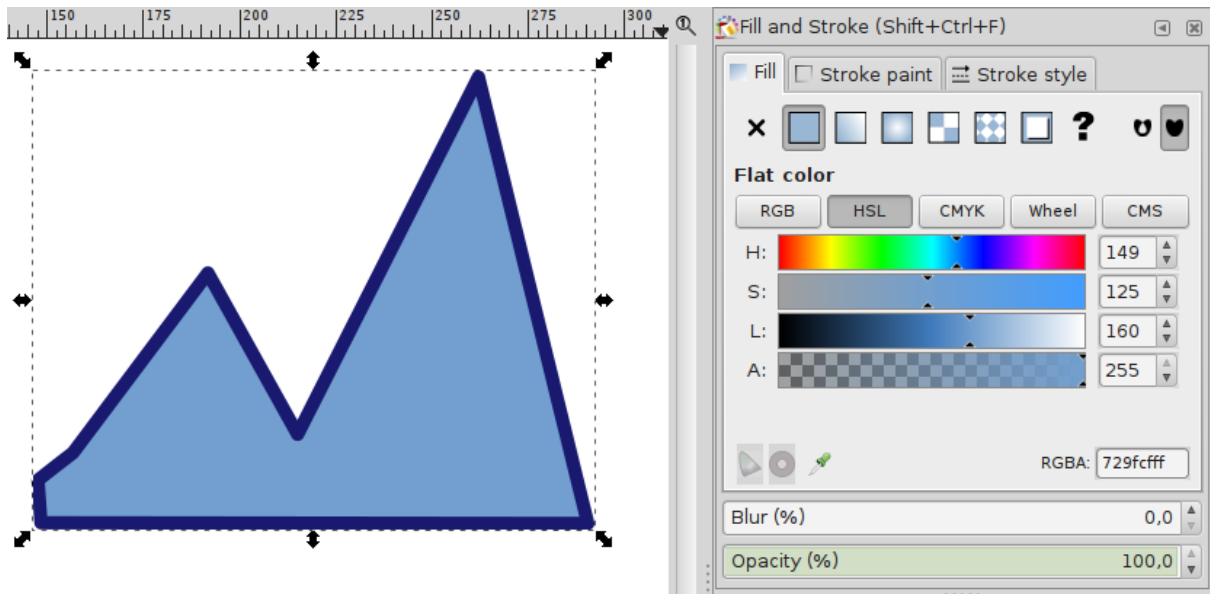 150 175 200 225 250 275 300
Fill and Stroke (Shift+Ctrl+F)
Fill Stroke paint Stroke style
?
Flat color
RGB HSL CMYK Wheel CMS
H: 149
S: 125
L: 160
A: 255
RGBA: 729fcfff
Blur (%) 0,0
Opacity (%) 100,0